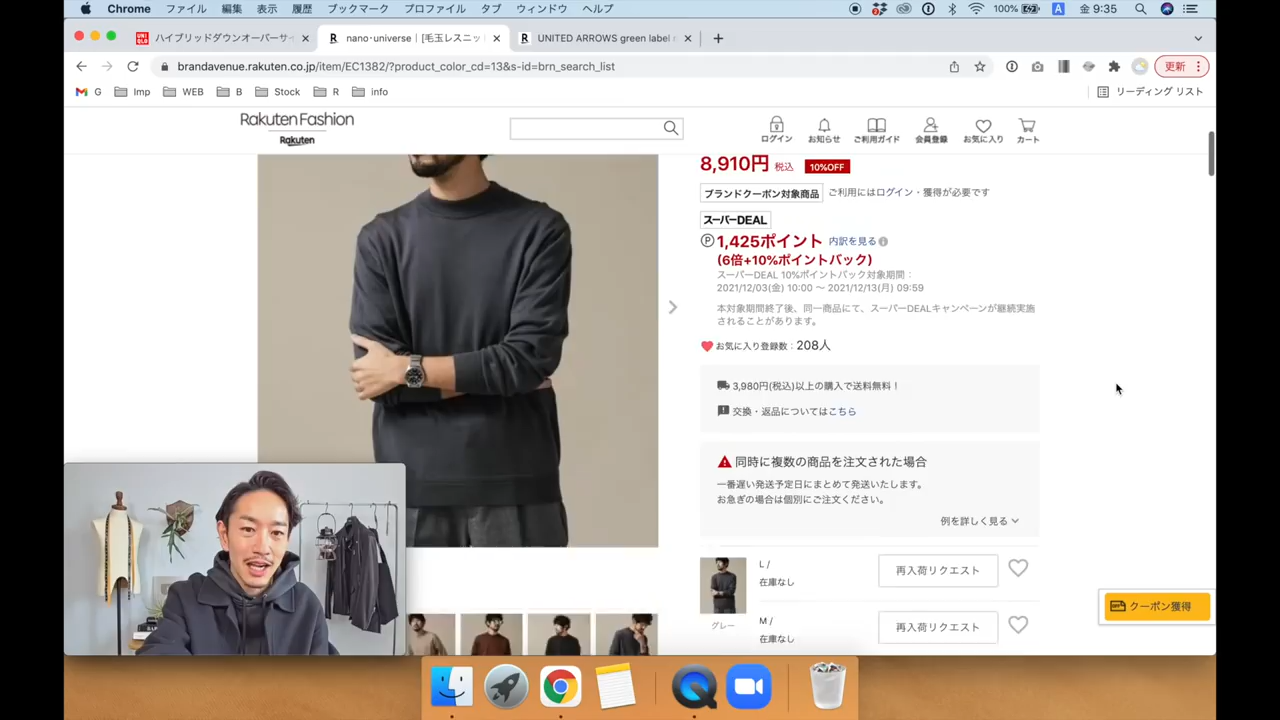 Chrome ファイル 編集 表示 履歴 ブックマーク プロファイル タブ ウィンドウ ヘルプ 100% A 金 9:35
ハイブリッドダウンオーバーサイ nano・universe | [毛玉レスニッ UNITED ARROWS green label r
brandavenue.rakuten.co.jp/item/EC1382/?product_color_cd=13&s-id=brn_search_list 更新
G Imp WEB B Stock R info リーディング リスト
Rakuten Fashion
Rakuten
ログイン お知らせ ご利用ガイド 会員登録 お気に入り カート
8,910円 税込 10%OFF
ブランドクーポン対象商品 ご利用にはログイン・獲得が必要です
スーパーDEAL
P 1,425ポイント 内訳を見る
(6倍+10%ポイントバック)
スーパーDEAL 10%ポイントバック対象期間：
2021/12/03(金) 10:00 〜 2021/12/13(月) 09:59
本対象期間終了後、同一商品にて、スーパーDEALキャンペーンが継続実施
されることがあります。
お気に入り登録数：208人
3,980円(税込)以上の購入で送料無料！
交換・返品についてはこちら
同時に複数の商品を注文された場合
一番遅い発送予定日にまとめて発送いたします。
お急ぎの場合は個別にご注文ください。
例を詳しく見る
L /
在庫なし
再入荷リクエスト
クーポン獲得
グレー
M /
在庫なし
再入荷リクエスト